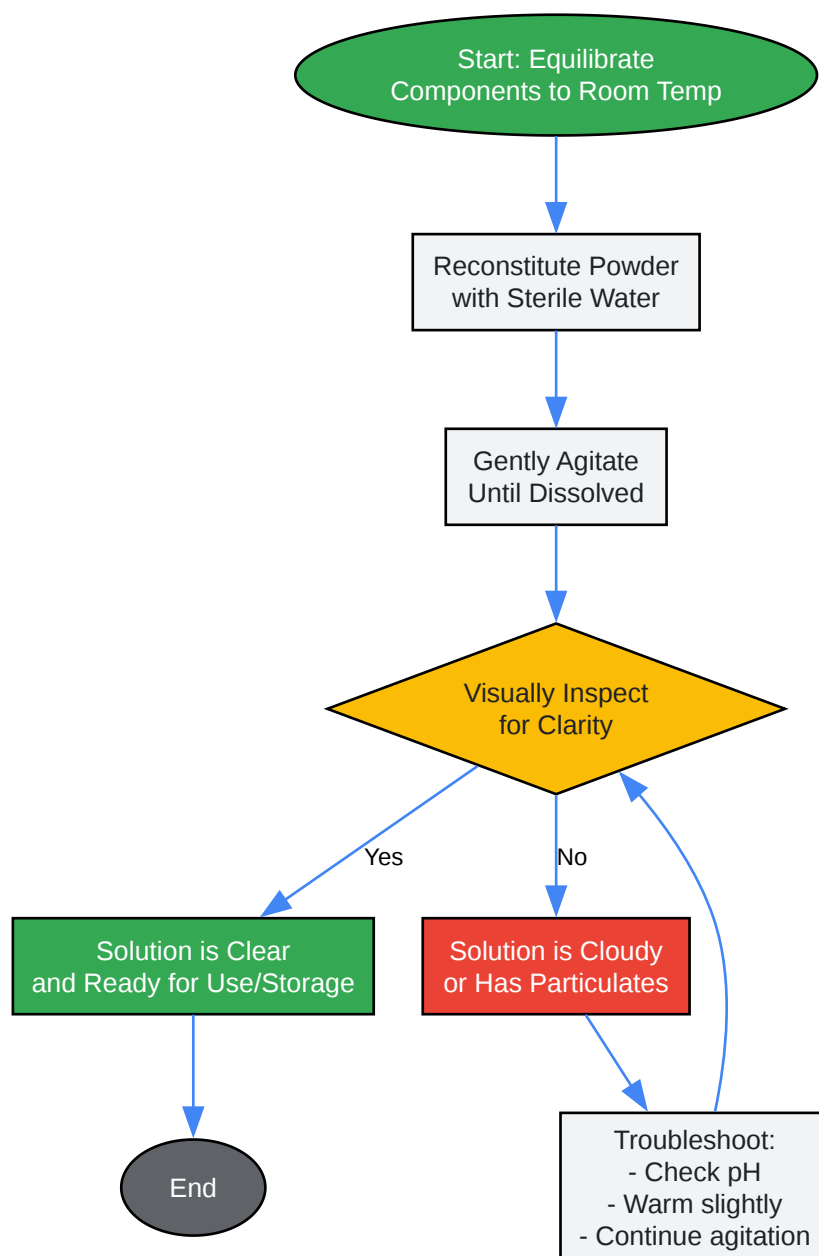 Start: Equilibrate
Components to Room Temp
Reconstitute Powder
with Sterile Water
Gently Agitate
Until Dissolved
Visually Inspect
for Clarity
Yes
No
Solution is Clear
and Ready for Use/Storage
Solution is Cloudy
or Has Particulates
End
Troubleshoot:
- Check pH
- Warm slightly
- Continue agitation